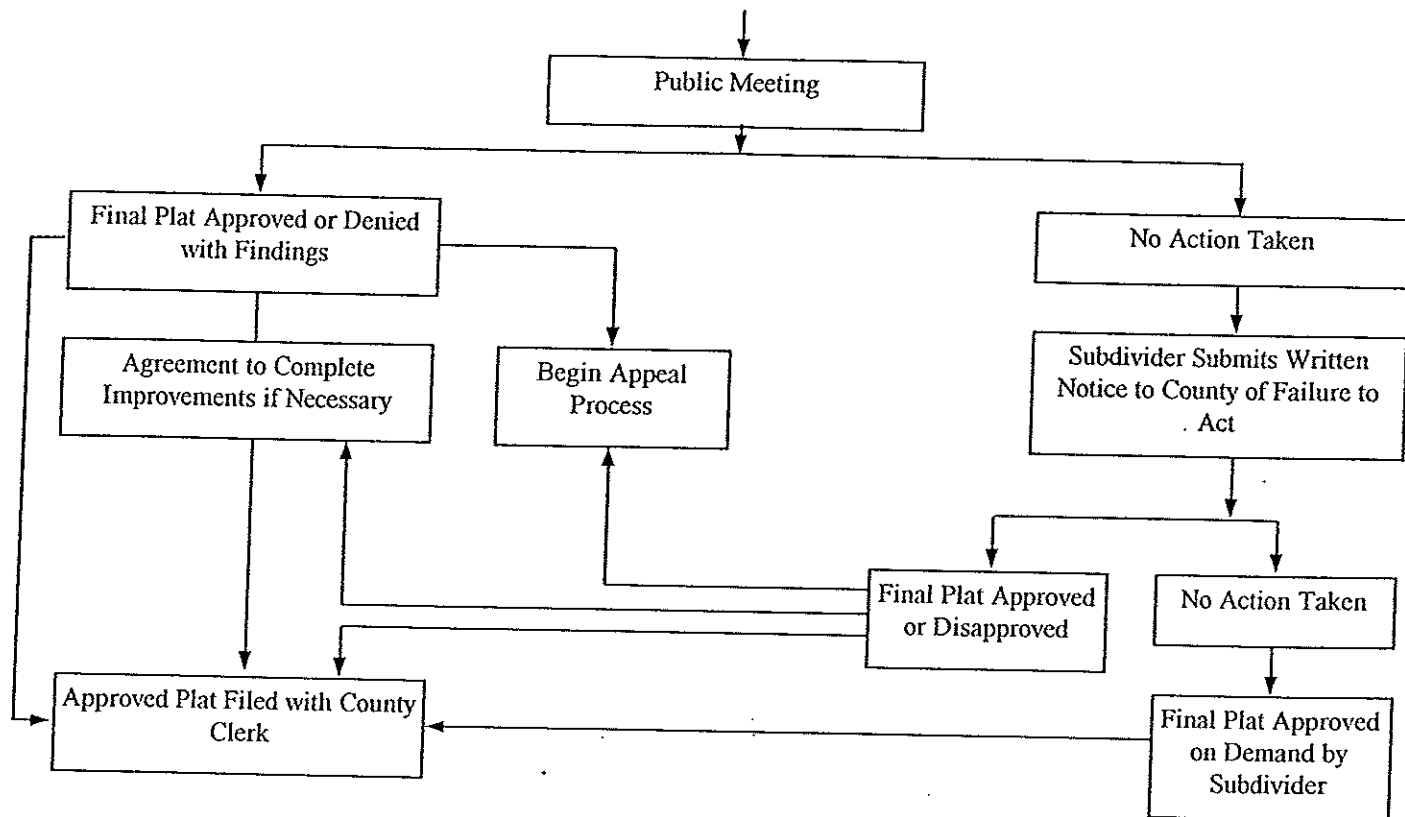 Public Meeting
Final Plat Approved or Denied
with Findings
No Action Taken
Agreement to Complete
Improvements if Necessary
Begin Appeal
Process
Subdivider Submits Written
Notice to County of Failure to
Act
Final Plat Approved
or Disapproved
No Action Taken
Approved Plat Filed with County
Clerk
Final Plat Approved
on Demand by
Subdivider